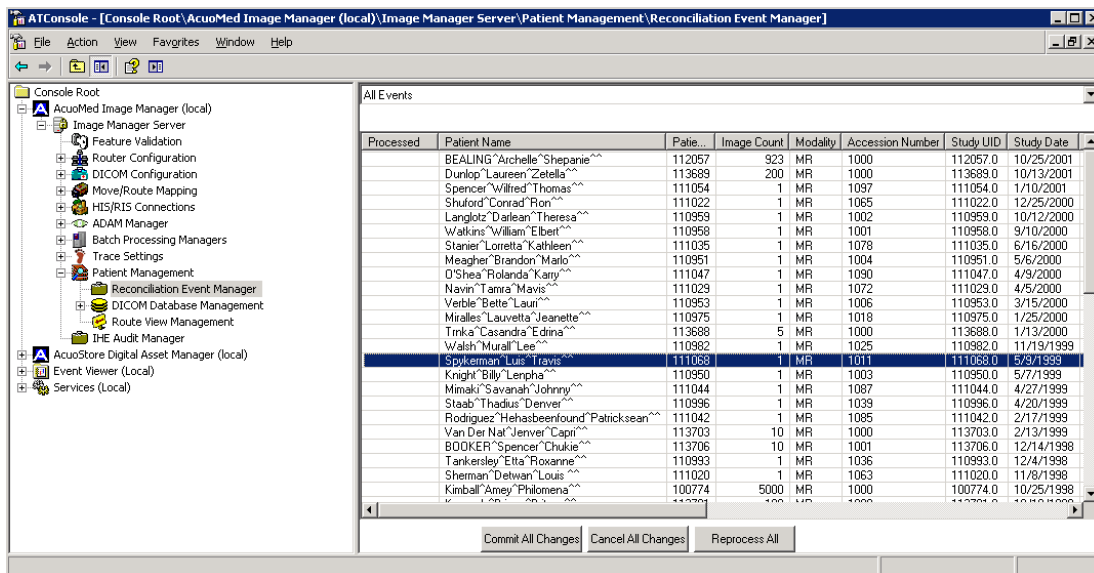 ATConsole - [Console Root\AcuoMed Image Manager (local)\Image Manager Server\Patient Management\Reconciliation Event Manager]
File Action View Favorites Window Help
Console Root
AcuoMed Image Manager (local)
Image Manager Server
Feature Validation
Router Configuration
DICOM Configuration
Move/Route Mapping
HIS/RIS Connections
ADAM Manager
Batch Processing Managers
Trace Settings
Patient Management
Reconciliation Event Manager
DICOM Database Management
Route View Management
IHE Audit Manager
AcuoStore Digital Asset Manager (local)
Event Viewer (Local)
Services (Local)
All Events
Processed Patient Name Patie... Image Count Modality Accession Number Study UID Study Date
BEALING^Archelle^Shepanie^^ 112057 923 MR 1000 112057.0 10/25/2001
Dunlop^Laureen^Zetella^^ 113689 200 MR 1000 113689.0 10/13/2001
Spencer^Wilfred^Thomas^^ 111054 1 MR 1097 111054.0 1/10/2001
Shuford^Conrad^Ron^^ 111022 1 MR 1065 111022.0 12/25/2000
Langlotz^Darlean^Theresa^^ 110959 1 MR 1002 110959.0 10/12/2000
Watkins^William^Elbert^^ 110958 1 MR 1001 110958.0 9/10/2000
Stanier^Lorretta^Kathleen^^ 111035 1 MR 1078 111035.0 6/16/2000
Meagher^Brandon^Marlo^^ 110951 1 MR 1004 110951.0 5/6/2000
O'Shea^Rolanda^Karry^^ 111047 1 MR 1090 111047.0 4/9/2000
Navin^Tamra^Mavis^^ 111029 1 MR 1072 111029.0 4/5/2000
Verble^Bette^Lauri^^ 110953 1 MR 1006 110953.0 3/15/2000
Miralles^Lauvetta^Jeanette^^ 110975 1 MR 1018 110975.0 1/25/2000
Trnka^Casandra^Edrina^^ 113688 5 MR 1000 113688.0 1/13/2000
Walsh^Murall^Lee^^ 110982 1 MR 1025 110982.0 11/19/1999
Spykerman^Luis^Travis^^ 111068 1 MR 1011 111068.0 5/9/1999
Knight^Billy^Lenpha^^ 110950 1 MR 1003 110950.0 5/7/1999
Mimaki^Savanah^Johnny^^ 111044 1 MR 1087 111044.0 4/27/1999
Staab^Thadius^Denver^^ 110996 1 MR 1039 110996.0 4/20/1999
Rodriguez^Hehasbeenfound^Patricksean^^ 111042 1 MR 1085 111042.0 2/17/1999
Van Der Nat^Jenver^Capri^^ 113703 10 MR 1000 113703.0 2/13/1999
BOOKER^Spencer^Chukie^^ 113706 10 MR 1001 113706.0 12/14/1998
Tankersley^Etta^Roxanne^^ 110993 1 MR 1036 110993.0 12/4/1998
Sherman^Detwan^Louis ^^ 111020 1 MR 1063 111020.0 11/8/1998
Kimball^Amey^Philomena^^ 100774 5000 MR 1000 100774.0 10/25/1998
Commit All Changes Cancel All Changes Reprocess All